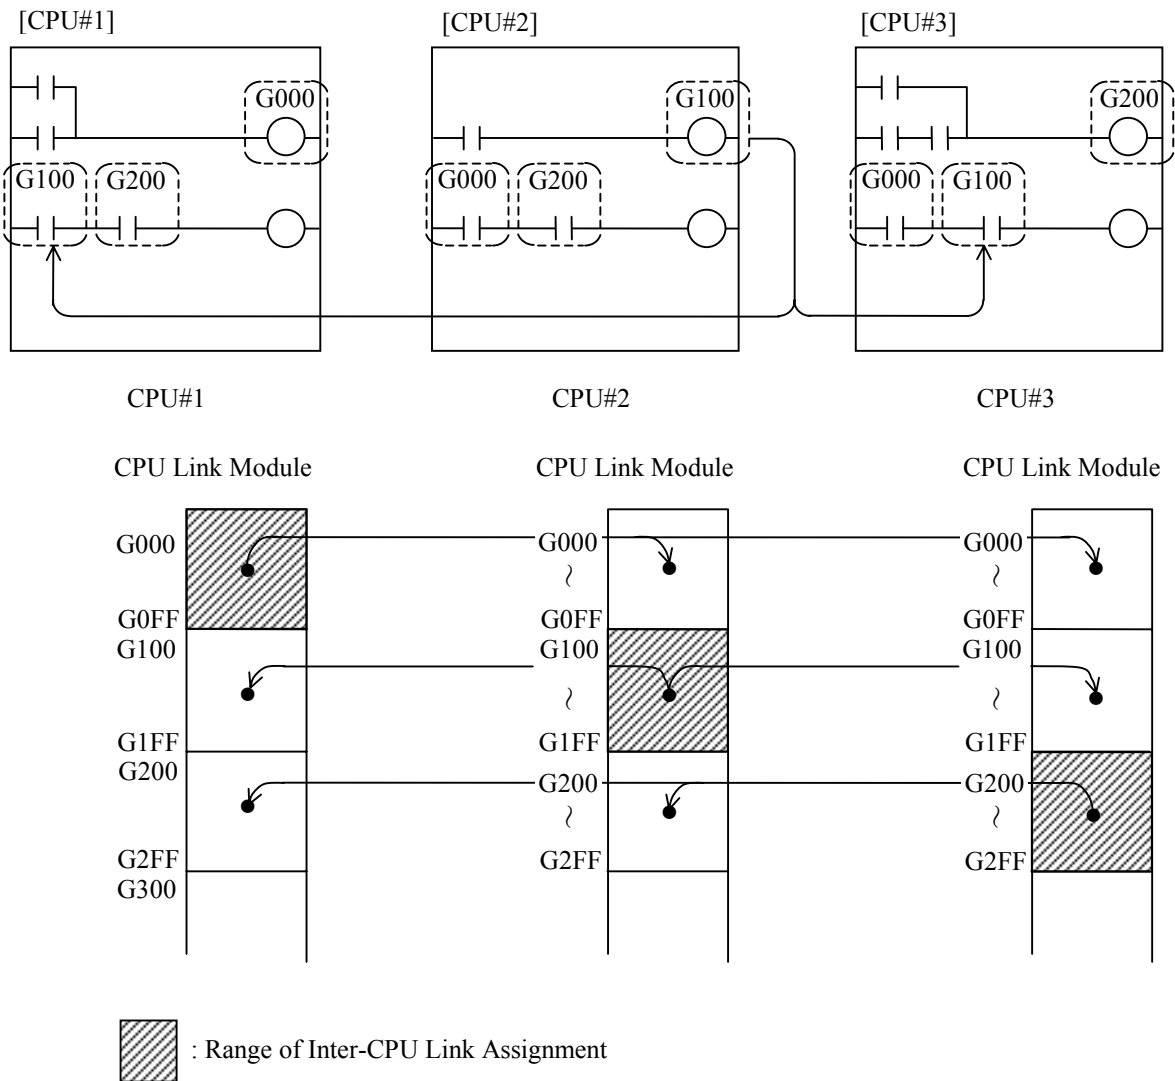 [CPU#1] [CPU#2] [CPU#3]
G000 G100 G200
G100 G200 G000 G200 G000 G100
CPU#1 CPU#2 CPU#3
CPU Link Module CPU Link Module CPU Link Module
G000 G000 G000
~ ~
G0FF G0FF G0FF
G100 G100 G100
~ ~
G1FF G1FF G1FF
G200 G200 G200
~ ~
G2FF G2FF G2FF
G300
: Range of Inter-CPU Link Assignment